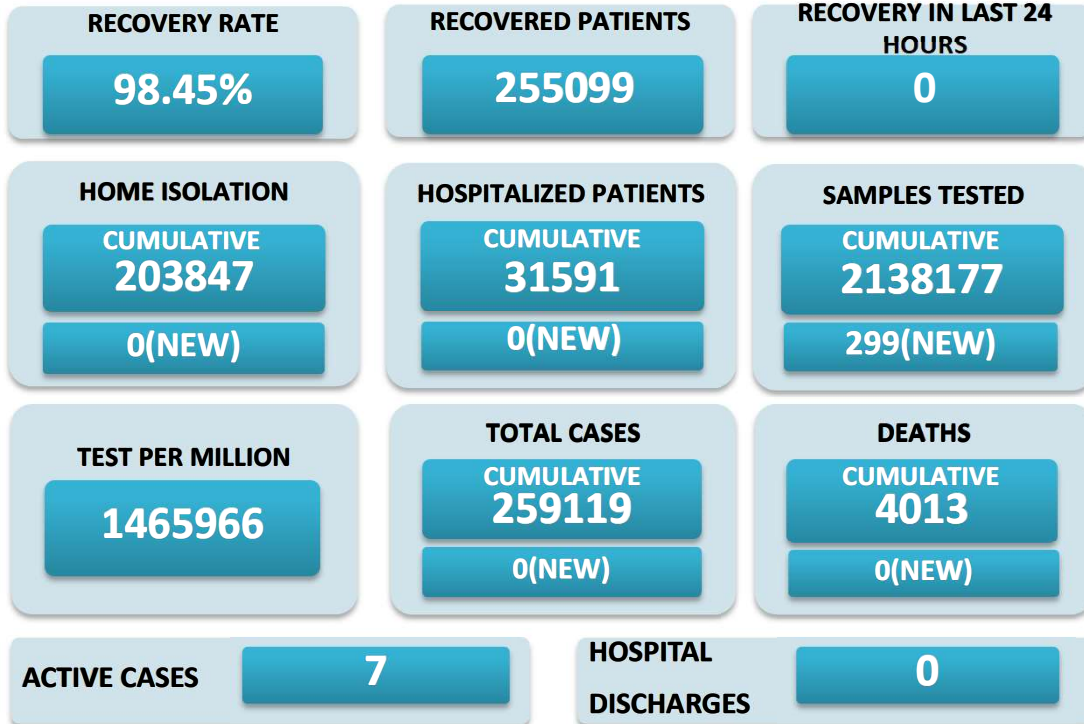 RECOVERY RATE
98.45%
RECOVERED PATIENTS
255099
RECOVERY IN LAST 24
HOURS
0
HOME ISOLATION
CUMULATIVE
203847
0(NEW)
HOSPITALIZED PATIENTS
CUMULATIVE
31591
0(NEW)
SAMPLES TESTED
CUMULATIVE
2138177
299(NEW)
TEST PER MILLION
1465966
TOTAL CASES
CUMULATIVE
259119
0(NEW)
DEATHS
CUMULATIVE
4013
0(NEW)
ACTIVE CASES
7
HOSPITAL
DISCHARGES
0